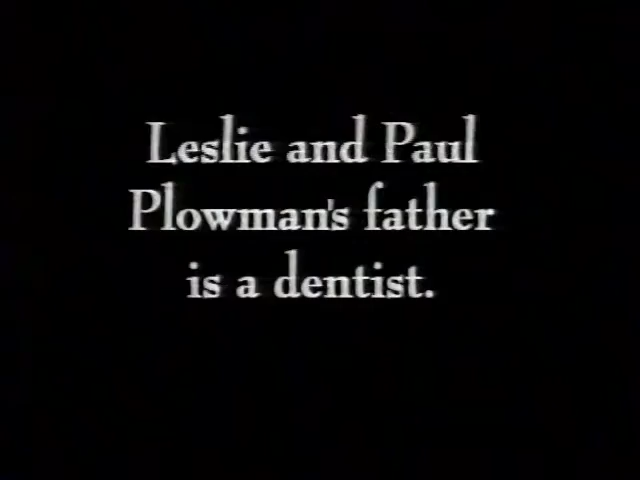 Leslie and Paul
Plowman's father
is a dentist.